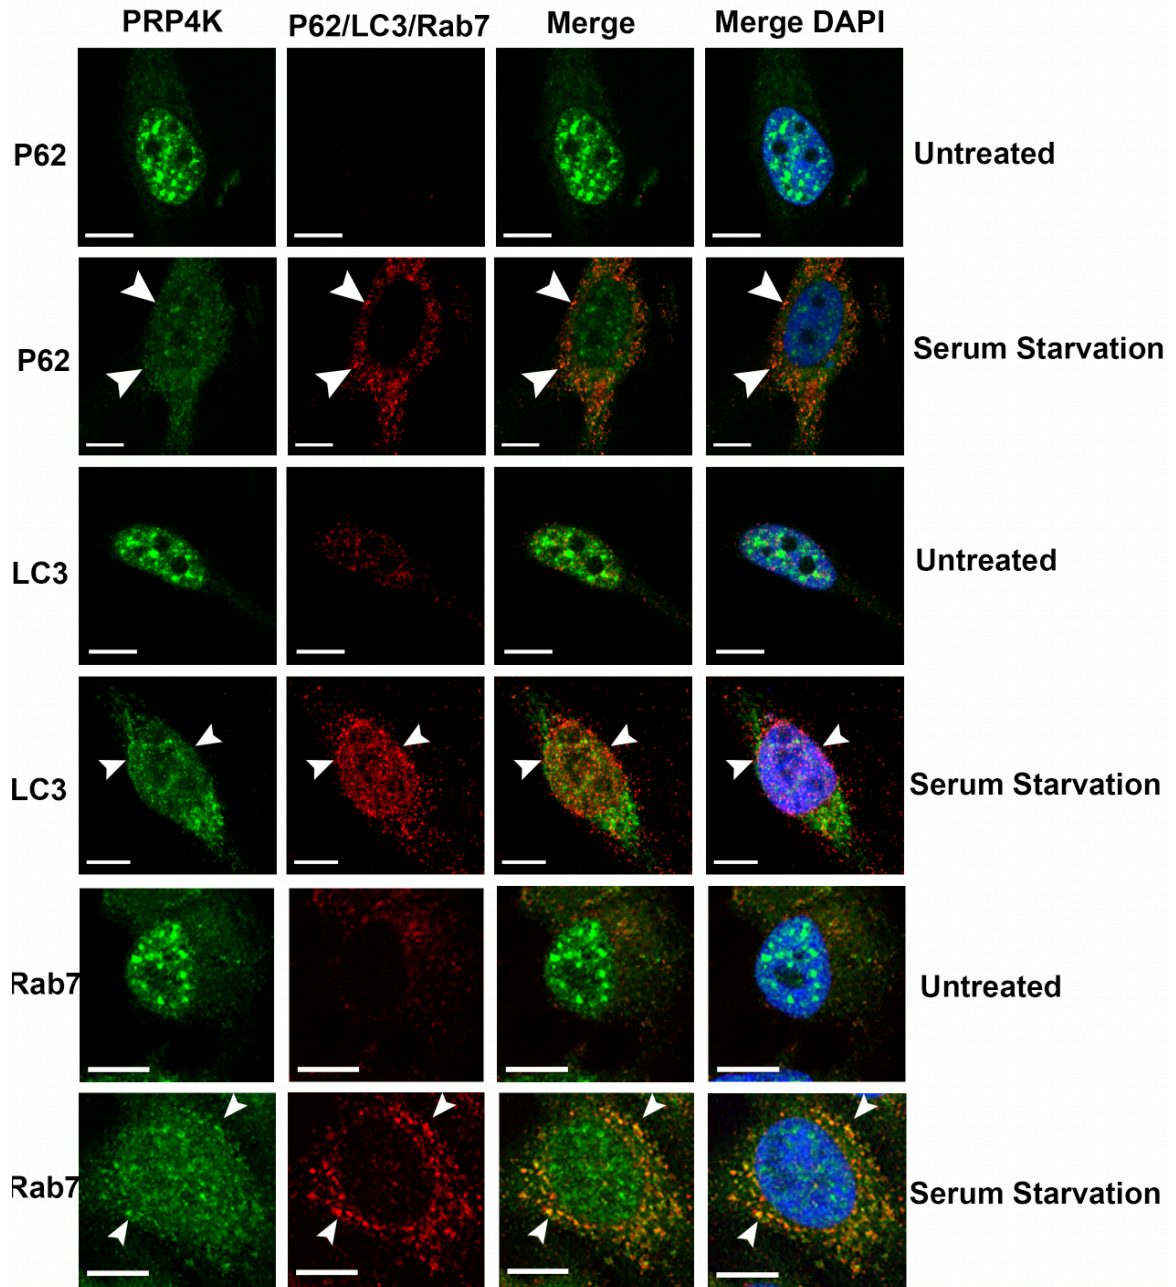 PRP4K P62/LC3/Rab7 Merge Merge DAPI
P62 Untreated
P62 Serum Starvation
LC3 Untreated
LC3 Serum Starvation
Rab7 Untreated
Rab7 Serum Starvation